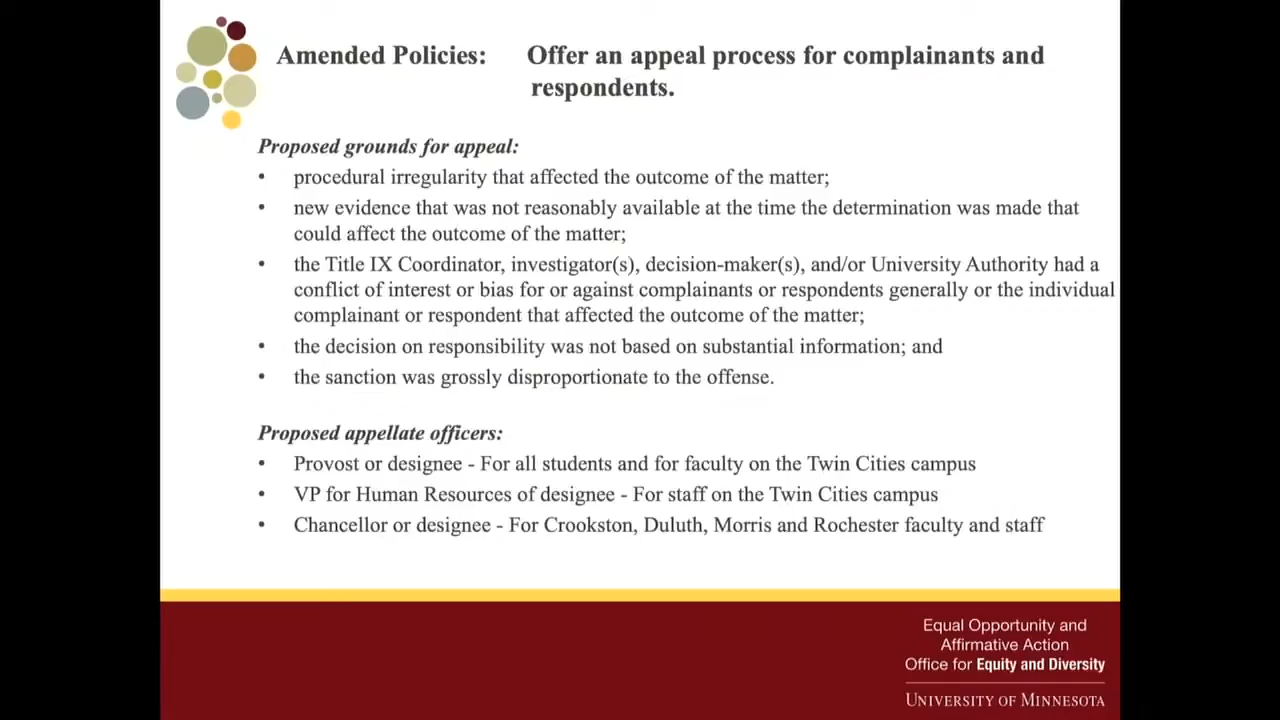 Amended Policies: Offer an appeal process for complainants and
respondents.
Proposed grounds for appeal:
• procedural irregularity that affected the outcome of the matter;
• new evidence that was not reasonably available at the time the determination was made that
could affect the outcome of the matter;
• the Title IX Coordinator, investigator(s), decision-maker(s), and/or University Authority had a
conflict of interest or bias for or against complainants or respondents generally or the individual
complainant or respondent that affected the outcome of the matter;
• the decision on responsibility was not based on substantial information; and
• the sanction was grossly disproportionate to the offense.
Proposed appellate officers:
• Provost or designee - For all students and for faculty on the Twin Cities campus
• VP for Human Resources of designee - For staff on the Twin Cities campus
• Chancellor or designee - For Crookston, Duluth, Morris and Rochester faculty and staff
Equal Opportunity and
Affirmative Action
Office for Equity and Diversity
UNIVERSITY OF MINNESOTA